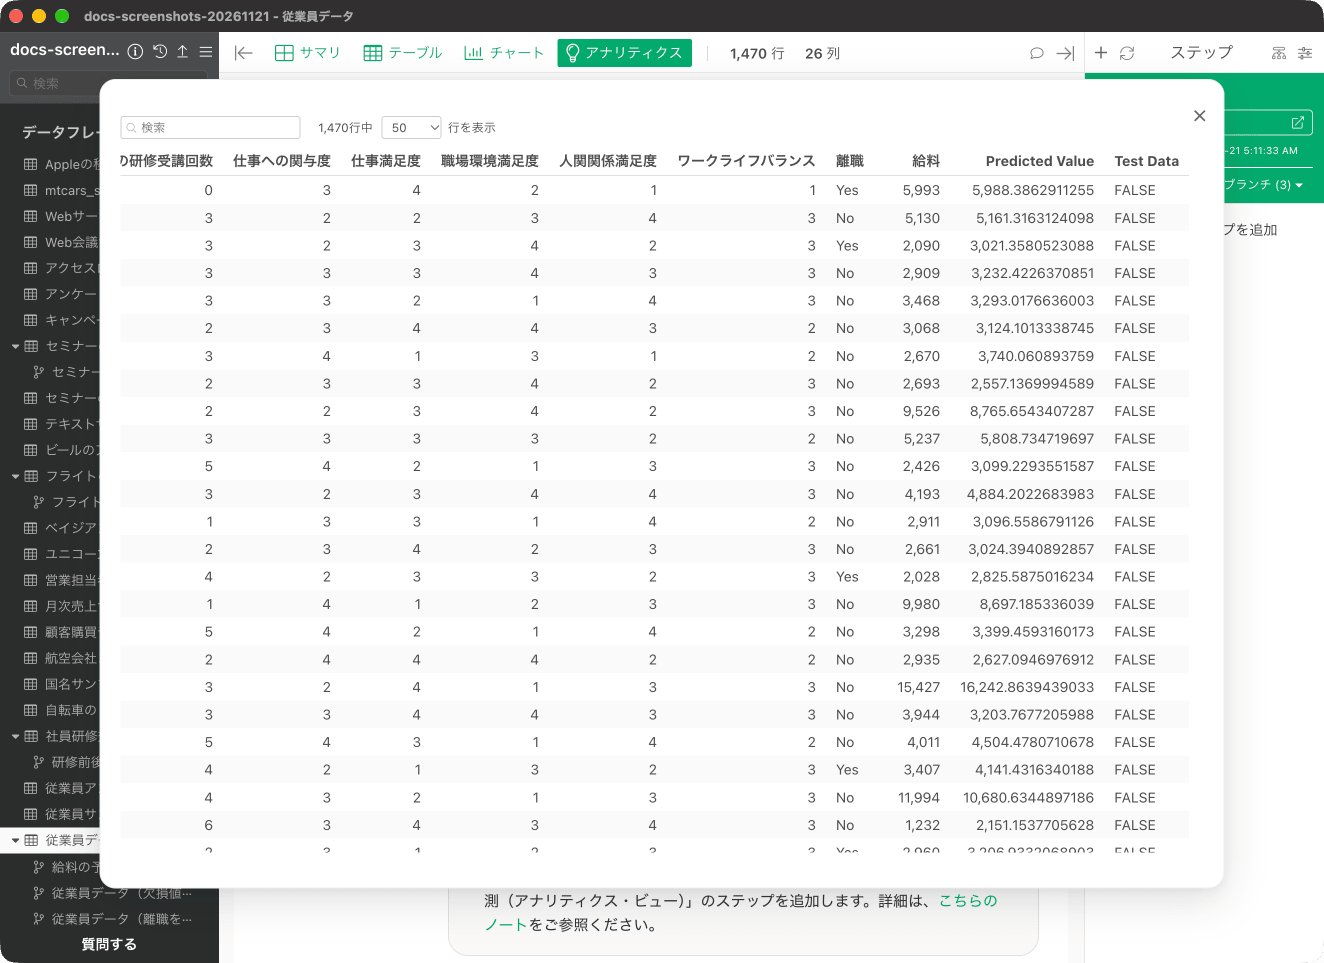 docs-screenshots-20261121 - 従業員データ
docs-screen...
サマリ テーブル チャート アナリティクス 1,470 行 26 列
ステップ
検索
-21 5:11:33 AM
ブランチ (3)
プを追加
データフレー
Appleの
mtcars_s
Webサー
Web会議
アクセス
アンケー
キャンペ
セミナー
セミナー
セミナーの
テキスト
ビールの
フライト
フライト
ベイジア
ユニコー
営業担当
月次売上
顧客購買
航空会社
国名サン
自転車の
社員研修
研修前後
従業員ア
従業員サ
従業員デー
給料の予
従業員データ（欠損値...
従業員データ（離職を...
質問する
検索 1,470行中 50 行を表示
の研修受講回数 仕事への関与度 仕事満足度 職場環境満足度 人関関係満足度 ワークライフバランス 離職 給料 Predicted Value Test Data
0 3 4 2 1 1 Yes 5,993 5,988.3862911255 FALSE
3 2 2 3 4 3 No 5,130 5,161.3163124098 FALSE
3 2 3 4 2 3 Yes 2,090 3,021.3580523088 FALSE
3 3 3 4 3 3 No 2,909 3,232.4226370851 FALSE
3 3 2 1 4 3 No 3,468 3,293.0176636003 FALSE
2 3 4 4 3 2 No 3,068 3,124.1013338745 FALSE
3 4 1 3 1 2 No 2,670 3,740.060893759 FALSE
2 3 3 4 2 3 No 2,693 2,557.1369994589 FALSE
2 2 3 4 2 3 No 9,526 8,765.6543407287 FALSE
3 3 3 3 2 2 No 5,237 5,808.734719697 FALSE
5 4 2 1 3 3 No 2,426 3,099.2293551587 FALSE
3 2 3 4 4 3 No 4,193 4,884.2022683983 FALSE
1 3 3 1 4 2 No 2,911 3,096.5586791126 FALSE
2 3 4 2 3 3 No 2,661 3,024.3940892857 FALSE
4 2 3 3 2 3 Yes 2,028 2,825.5875016234 FALSE
1 4 1 2 3 3 No 9,980 8,697.185336039 FALSE
5 4 2 1 4 2 No 3,298 3,399.4593160173 FALSE
2 4 4 4 2 2 No 2,935 2,627.0946976912 FALSE
3 2 4 1 3 3 No 15,427 16,242.8639439033 FALSE
3 3 4 4 3 3 No 3,944 3,203.7677205988 FALSE
5 4 3 1 4 2 No 4,011 4,504.4780710678 FALSE
4 2 1 3 2 3 Yes 3,407 4,141.4316340188 FALSE
4 3 2 1 3 3 No 11,994 10,680.6344897186 FALSE
6 3 4 3 4 3 No 1,232 2,151.1537705628 FALSE
2 3 1 2 3 3 Yes 2,960 3,206.9332068903 FALSE
測（アナリティクス・ビュー）」のステップを追加します。詳細は、こちらの
ノートをご参照ください。